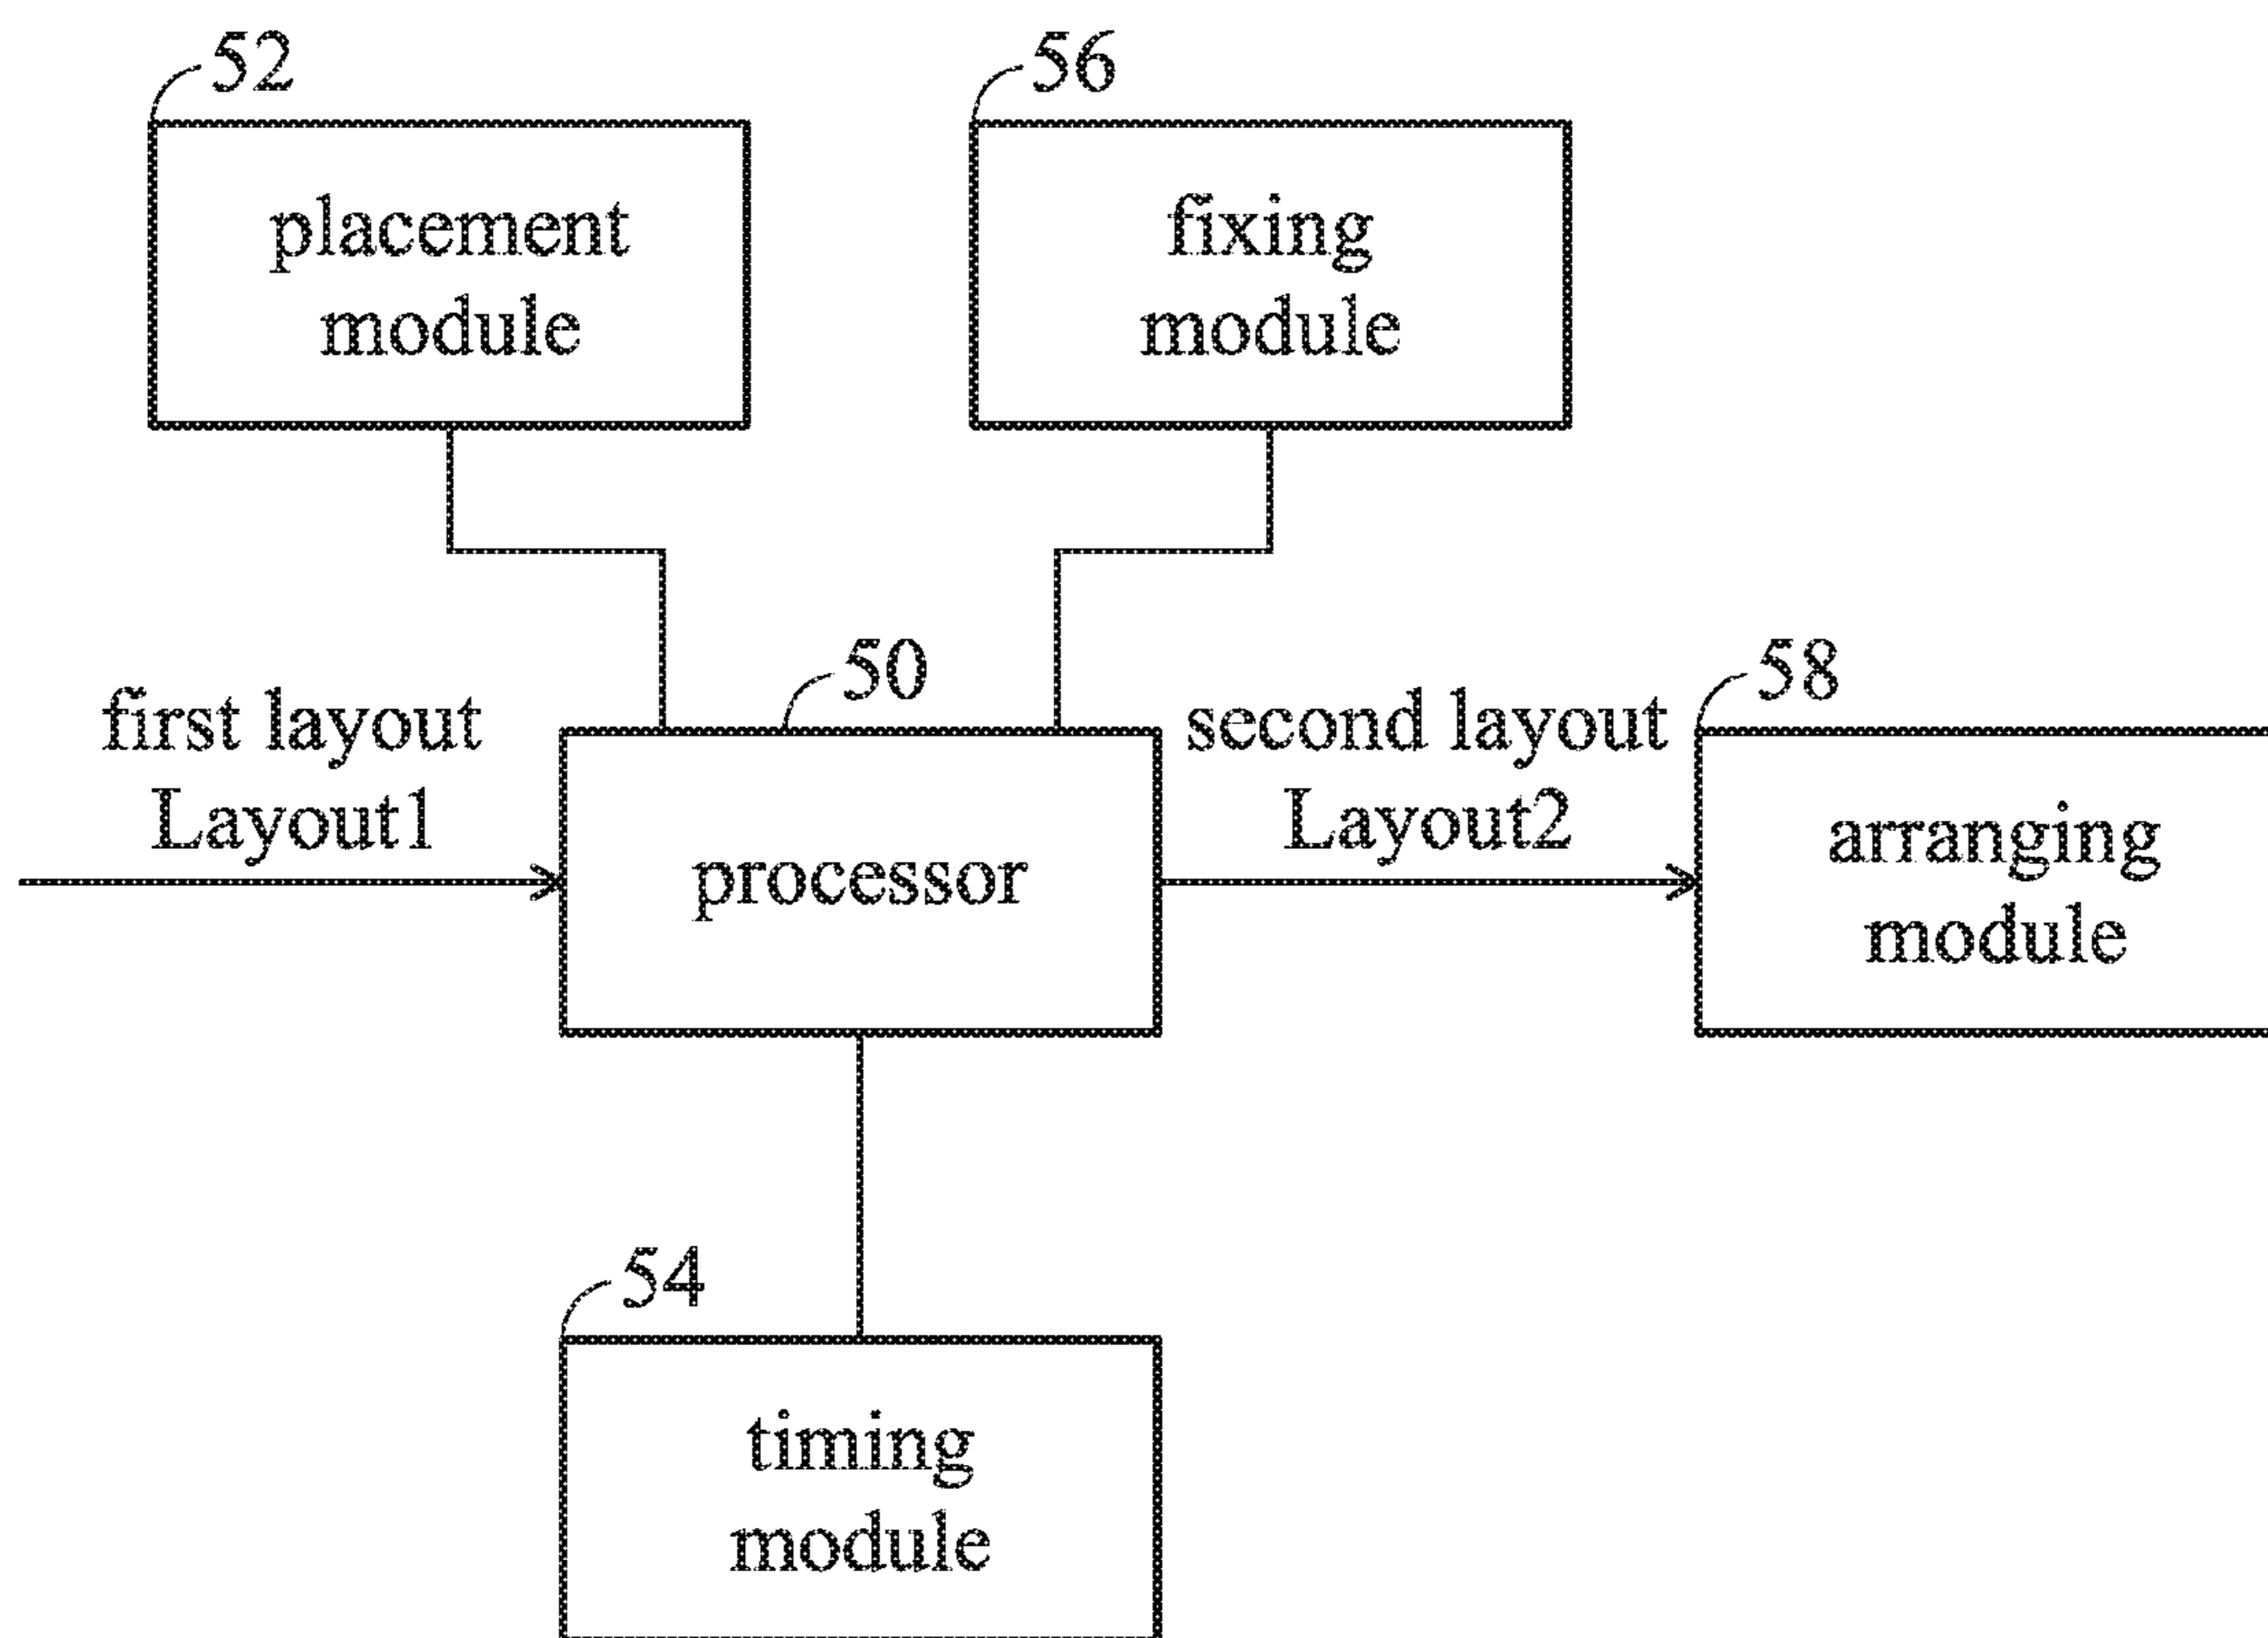 52
56
placement
module
fixing
module
50
58
first layout
Layout1
second layout
Layout2
processor
arranging
module
54
timing
module